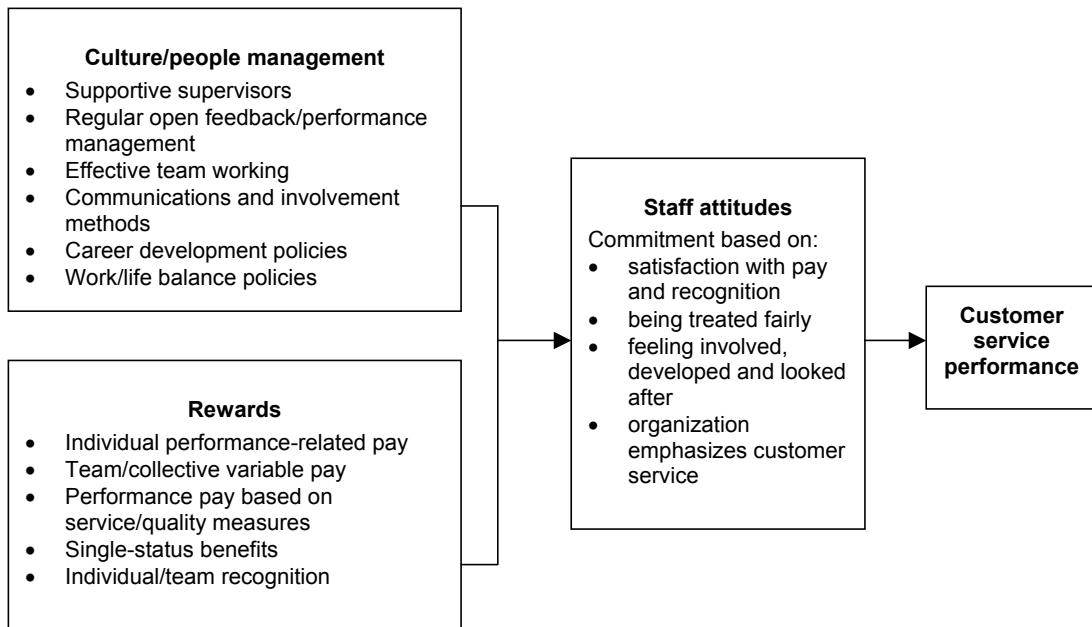 Culture/people management
• Supportive supervisors
• Regular open feedback/performance
management
• Effective team working
• Communications and involvement
methods
• Career development policies
• Work/life balance policies
Rewards
• Individual performance-related pay
• Team/collective variable pay
• Performance pay based on
service/quality measures
• Single-status benefits
• Individual/team recognition
Staff attitudes
Commitment based on:
• satisfaction with pay
and recognition
• being treated fairly
• feeling involved,
developed and looked
after
• organization
emphasizes customer
service
Customer
service
performance